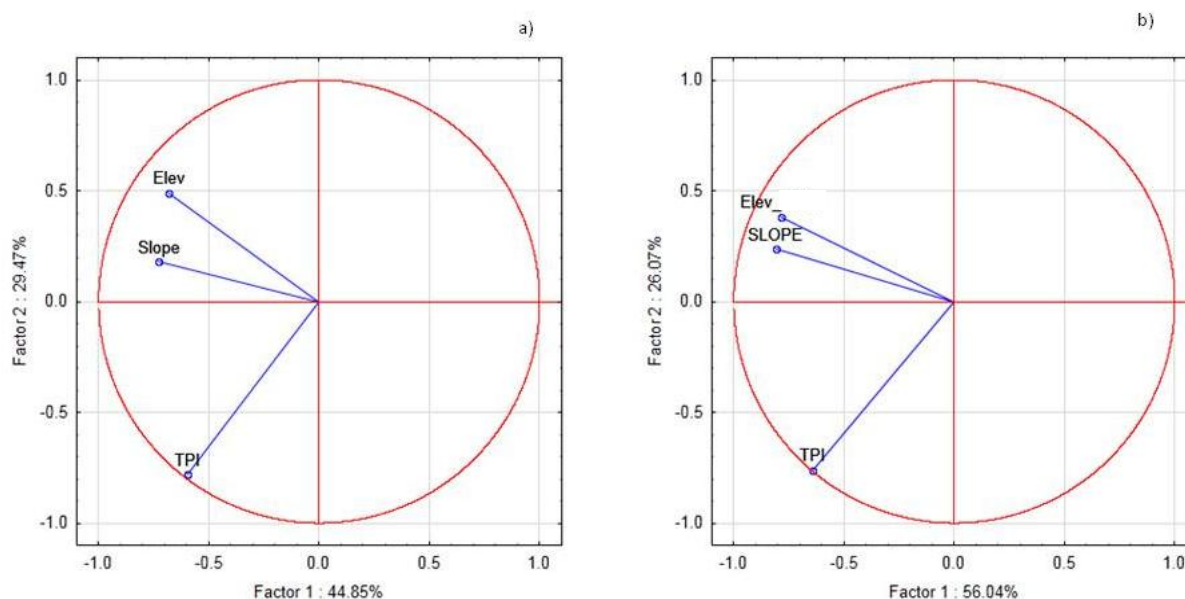 a)
1.0
0.5
0.0
-0.5
-1.0
Factor 2 : 29.47%
Elev
Slope
TPI
-1.0 -0.5 0.0 0.5 1.0
Factor 1 : 44.85%
b)
1.0
0.5
0.0
-0.5
-1.0
Factor 2 : 26.07%
Elev_
SLOPE
TPI
-1.0 -0.5 0.0 0.5 1.0
Factor 1 : 56.04%